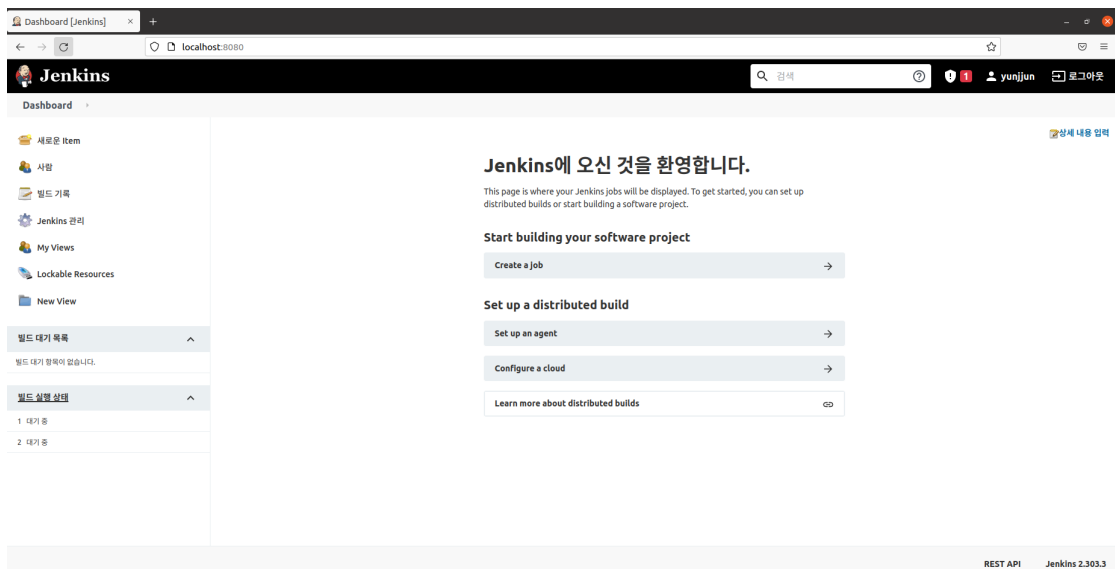 Dashboard [Jenkins]
localhost:8080
Jenkins
검색
1
yunjjun
로그아웃
Dashboard
상세 내용 입력
새로운 Item
사람
빌드 기록
Jenkins 관리
My Views
Lockable Resources
New View
빌드 대기 목록
빌드 대기 항목이 없습니다.
빌드 실행 상태
1 대기 중
2 대기 중
Jenkins에 오신 것을 환영합니다.
This page is where your Jenkins jobs will be displayed. To get started, you can set up
distributed builds or start building a software project.
Start building your software project
Create a job
Set up a distributed build
Set up an agent
Configure a cloud
Learn more about distributed builds
REST API
Jenkins 2.303.3